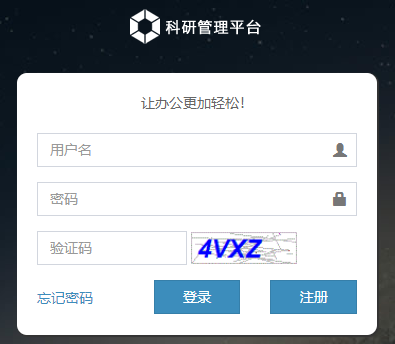 科研管理平台
让办公更加轻松！
用户名
密码
验证码 4VXZ
忘记密码 登录 注册